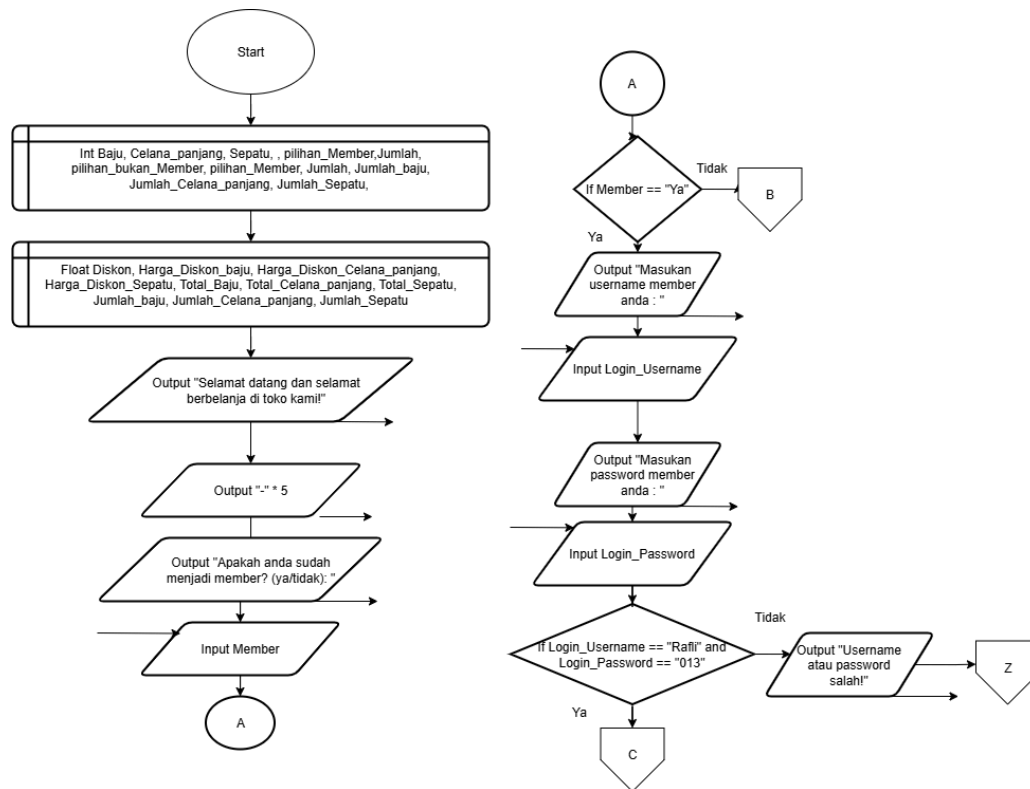 Start
Int Baju, Celana_panjang, Sepatu, , pilihan_Member,Jumlah,
pilihan_bukan_Member, pilihan_Member, Jumlah, Jumlah_baju,
Jumlah_Celana_panjang, Jumlah_Sepatu,
Float Diskon, Harga_Diskon_baju, Harga_Diskon_Celana_panjang,
Harga_Diskon_Sepatu, Total_Baju, Total_Celana_panjang, Total_Sepatu,
Jumlah_baju, Jumlah_Celana_panjang, Jumlah_Sepatu
Output "Selamat datang dan selamat
berbelanja di toko kami!"
Output "-" * 5
Output "Apakah anda sudah
menjadi member? (ya/tidak): "
Input Member
A
A
If Member == "Ya"
Tidak
B
Ya
Output "Masukan
username member
anda : "
Input Login_Username
Output "Masukan
password member
anda : "
Input Login_Password
If Login_Username == "Rafli" and
Login_Password == "013"
Tidak
Output "Username
atau password
salah!"
Z
Ya
C